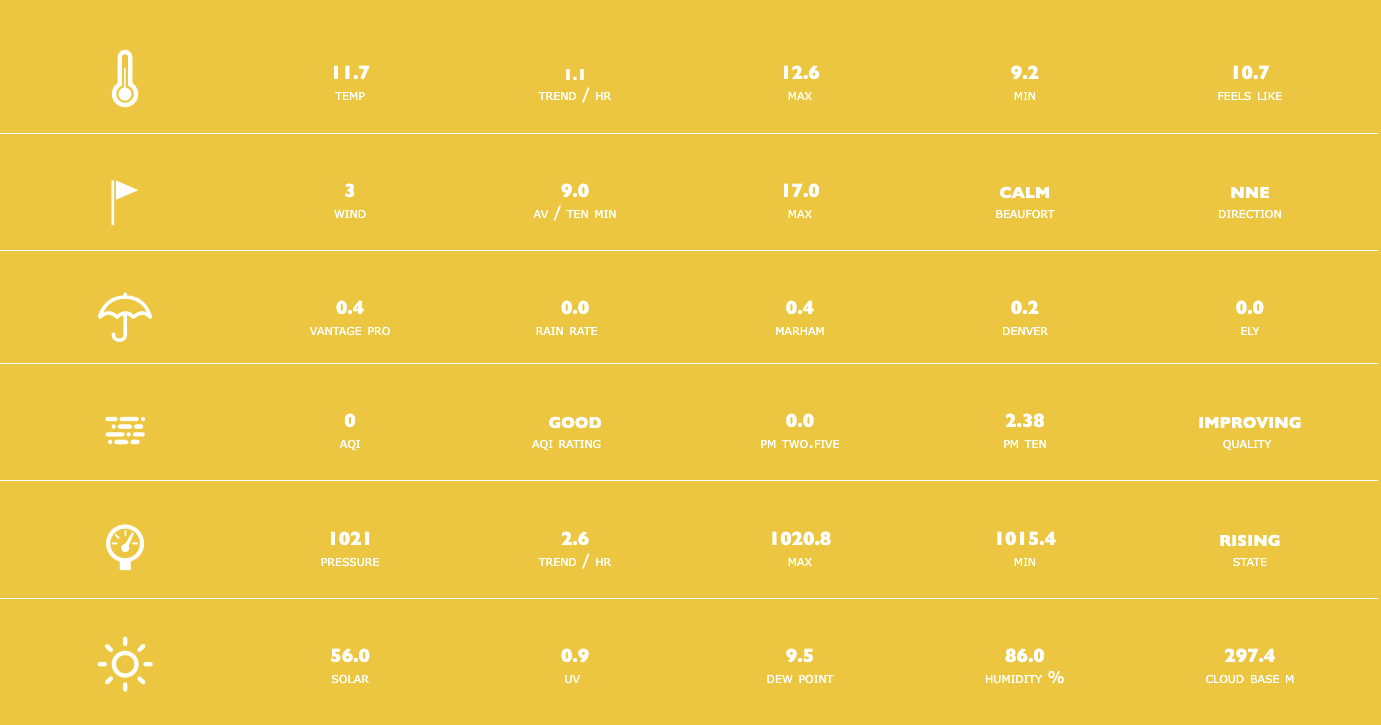 11.7 1.1 12.6 9.2 10.7
TEMP TREND / HR MAX MIN FEELS LIKE
3 9.0 17.0 CALM NNE
WIND AV / TEN MIN MAX BEAUFORT DIRECTION
0.4 0.0 0.4 0.2 0.0
VANTAGE PRO RAIN RATE MARHAM DENVER ELY
0 GOOD 0.0 2.38 IMPROVING
AQI AQI RATING PM TWO.FIVE PM TEN QUALITY
1021 2.6 1020.8 1015.4 RISING
PRESSURE TREND / HR MAX MIN STATE
56.0 0.9 9.5 86.0 297.4
SOLAR UV DEW POINT HUMIDITY % CLOUD BASE M